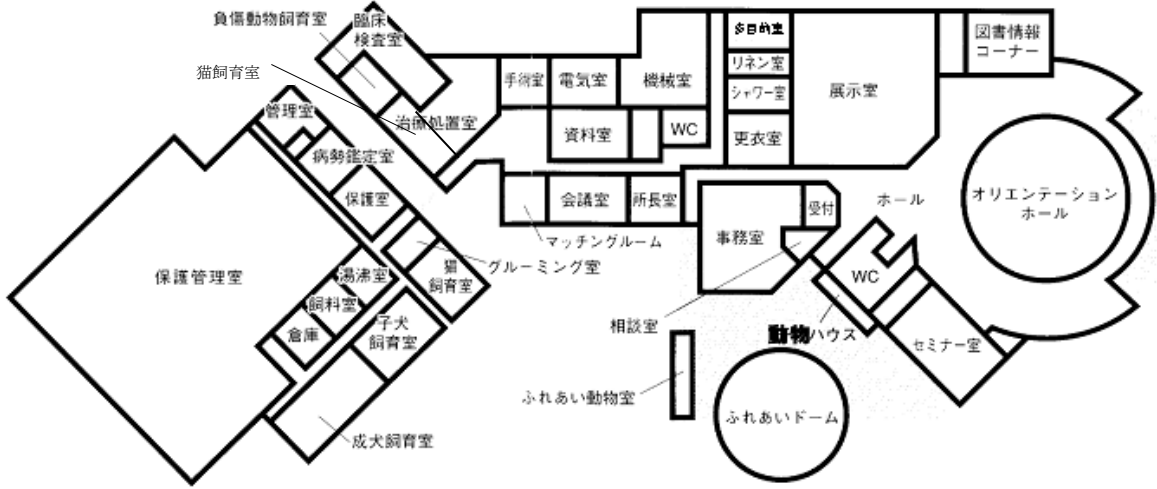 負傷動物飼育室
臨床
検査室
猫飼育室
手術室
電気室
機械室
多目的室
リネン室
シャワー室
更衣室
展示室
図書情報
コーナー
管理室
治療処置室
資料室
WC
病勢鑑定室
保護室
会議室
所長室
受付
ホール
オリエンテーション
ホール
事務室
マッチングルーム
グルーミング室
猫
飼育室
保護管理室
湯沸室
飼料室
倉庫
子犬
飼育室
WC
相談室
動物ハウス
セミナー室
ふれあい動物室
ふれあいドーム
成犬飼育室